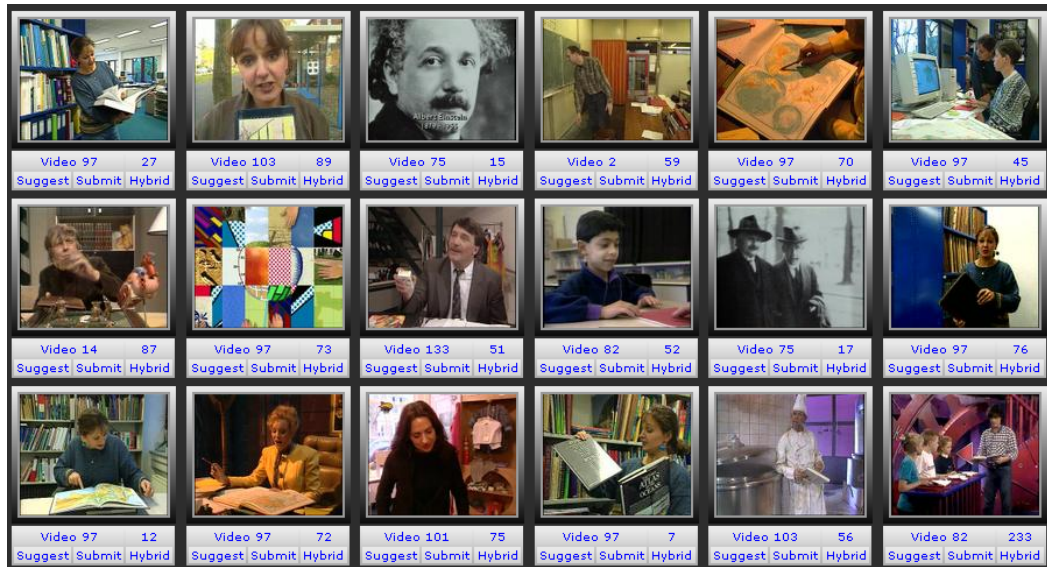 Albert Einstein
1879-1955
Video 97 27 Video 103 89 Video 75 15 Video 2 59 Video 97 70 Video 97 45
Suggest Submit Hybrid Suggest Submit Hybrid Suggest Submit Hybrid Suggest Submit Hybrid Suggest Submit Hybrid Suggest Submit Hybrid
Video 14 87 Video 97 73 Video 133 51 Video 82 52 Video 75 17 Video 97 76
Suggest Submit Hybrid Suggest Submit Hybrid Suggest Submit Hybrid Suggest Submit Hybrid Suggest Submit Hybrid Suggest Submit Hybrid
ATLAS
OCEANS
Video 97 12 Video 97 72 Video 101 75 Video 97 7 Video 103 56 Video 82 233
Suggest Submit Hybrid Suggest Submit Hybrid Suggest Submit Hybrid Suggest Submit Hybrid Suggest Submit Hybrid Suggest Submit Hybrid